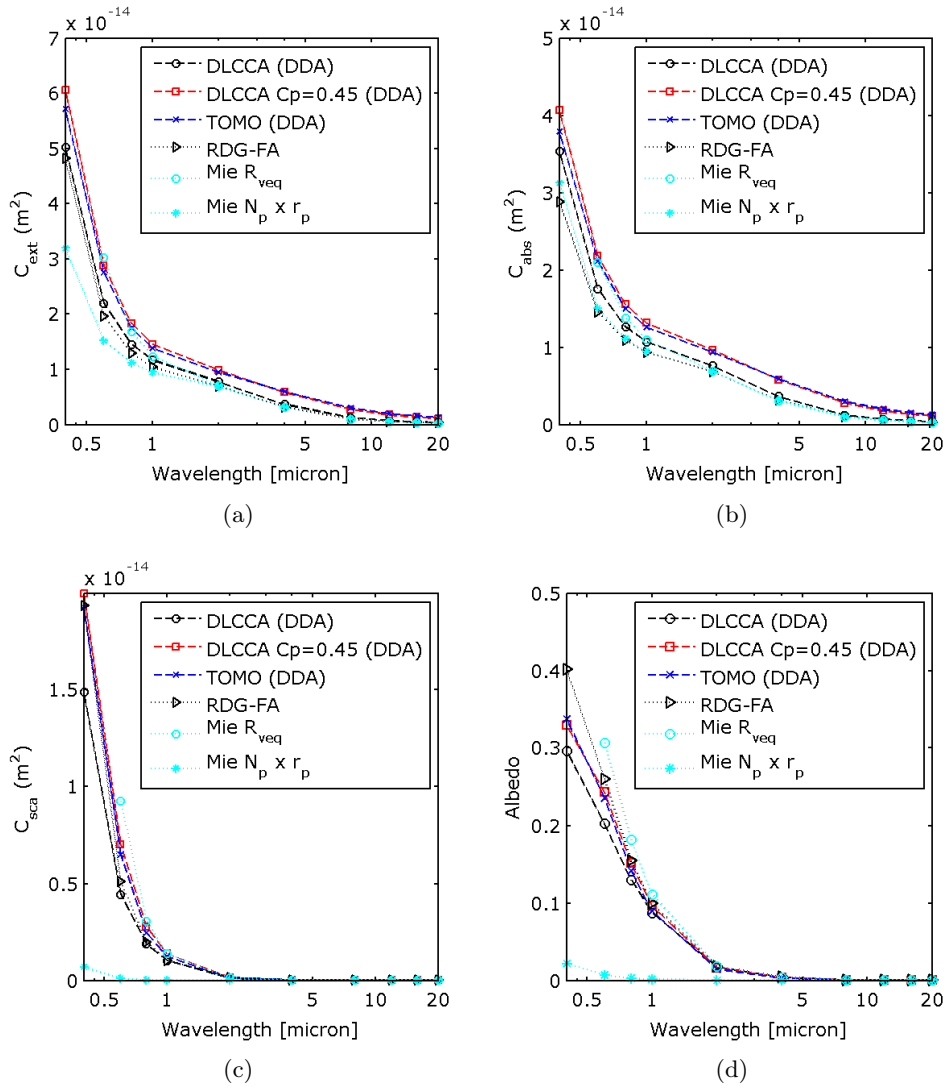 x 10⁻¹⁴
7
6
5
4
3
2
1
0
C_ext (m²)
DLCCA (DDA)
DLCCA Cp=0.45 (DDA)
TOMO (DDA)
RDG-FA
Mie R_veq
Mie N_p x r_p
0.5 1 5 10 20
Wavelength [micron]
(a)
x 10⁻¹⁴
5
4
3
2
1
0
C_abs (m²)
DLCCA (DDA)
DLCCA Cp=0.45 (DDA)
TOMO (DDA)
RDG-FA
Mie R_veq
Mie N_p x r_p
0.5 1 5 10 20
Wavelength [micron]
(b)
x 10⁻¹⁴
1.5
1
0.5
0
C_sca (m²)
DLCCA (DDA)
DLCCA Cp=0.45 (DDA)
TOMO (DDA)
RDG-FA
Mie R_veq
Mie N_p x r_p
0.5 1 5 10 20
Wavelength [micron]
(c)
0.5
0.4
0.3
0.2
0.1
0
Albedo
DLCCA (DDA)
DLCCA Cp=0.45 (DDA)
TOMO (DDA)
RDG-FA
Mie R_veq
Mie N_p x r_p
0.5 1 5 10 20
Wavelength [micron]
(d)